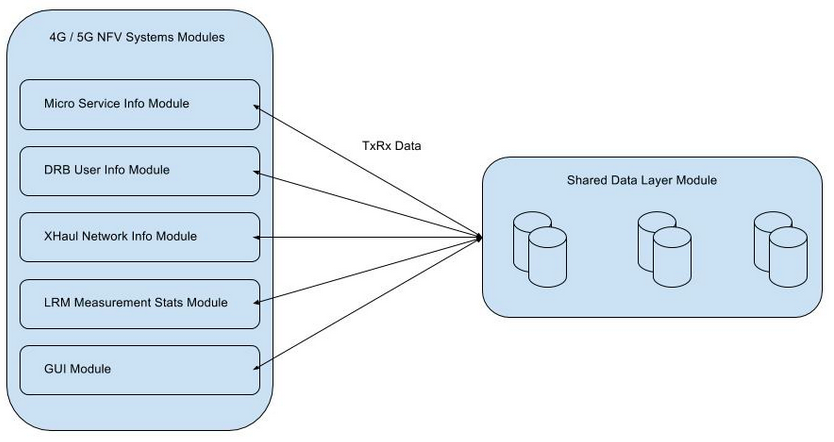 4G / 5G NFV Systems Modules
Micro Service Info Module
DRB User Info Module
XHaul Network Info Module
LRM Measurement Stats Module
GUI Module
TxRx Data
Shared Data Layer Module